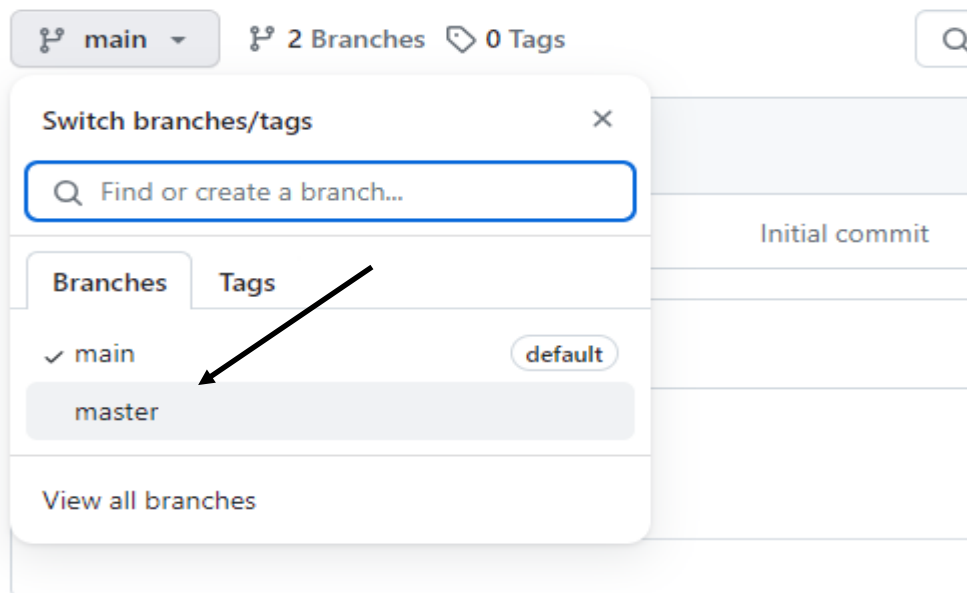 main 2 Branches 0 Tags
Switch branches/tags
Find or create a branch...
Initial commit
Branches Tags
main default
master
View all branches